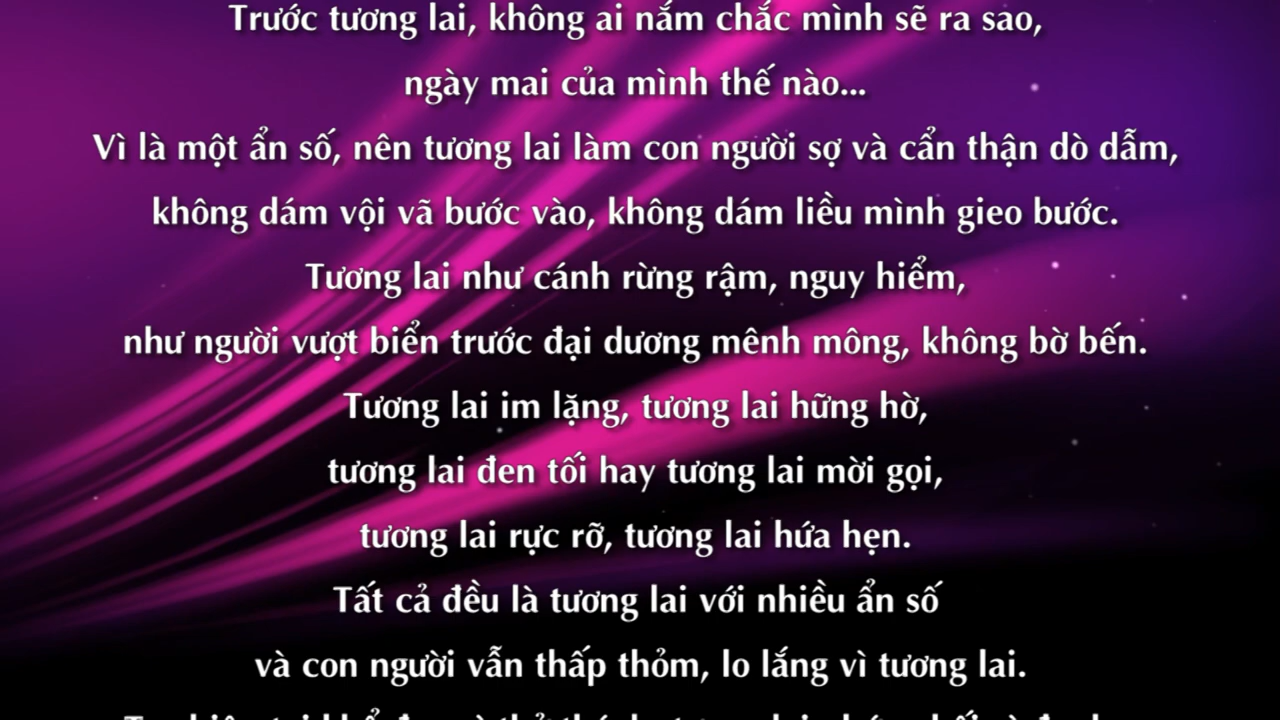 Trước tương lai, không ai nắm chắc mình sẽ ra sao,
ngày mai của mình thế nào...
Vì là một ẩn số, nên tương lai làm con người sợ và cẩn thận dò dẫm,
không dám vội vã bước vào, không dám liều mình gieo bước.
Tương lai như cánh rừng rậm, nguy hiểm,
như người vượt biển trước đại dương mênh mông, không bờ bến.
Tương lai im lặng, tương lai hững hờ,
tương lai đen tối hay tương lai mời gọi,
tương lai rực rỡ, tương lai hứa hẹn.
Tất cả đều là tương lai với nhiều ẩn số
và con người vẫn thấp thỏm, lo lắng vì tương lai.